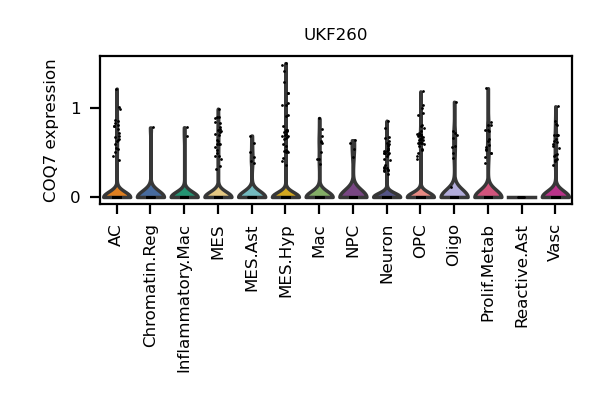 UKF260
COQ7 expression
1
0
AC
Chromatin.Reg
Inflammatory.Mac
MES
MES.Ast
MES.Hyp
Mac
NPC
Neuron
OPC
Oligo
Prolif.Metab
Reactive.Ast
Vasc